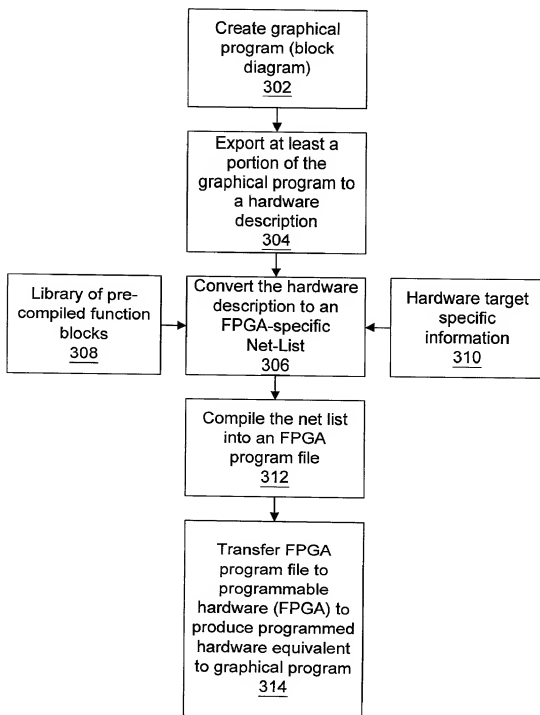 Create graphical
program (block
diagram)
302
Export at least a
portion of the
graphical program to
a hardware
description
304
Library of pre-
compiled function
blocks
308
Convert the hardware
description to an
FPGA-specific
Net-List
306
Hardware target
specific
information
310
Compile the net list
into an FPGA
program file
312
Transfer FPGA
program file to
programmable
hardware (FPGA) to
produce programmed
hardware equivalent
to graphical program
314